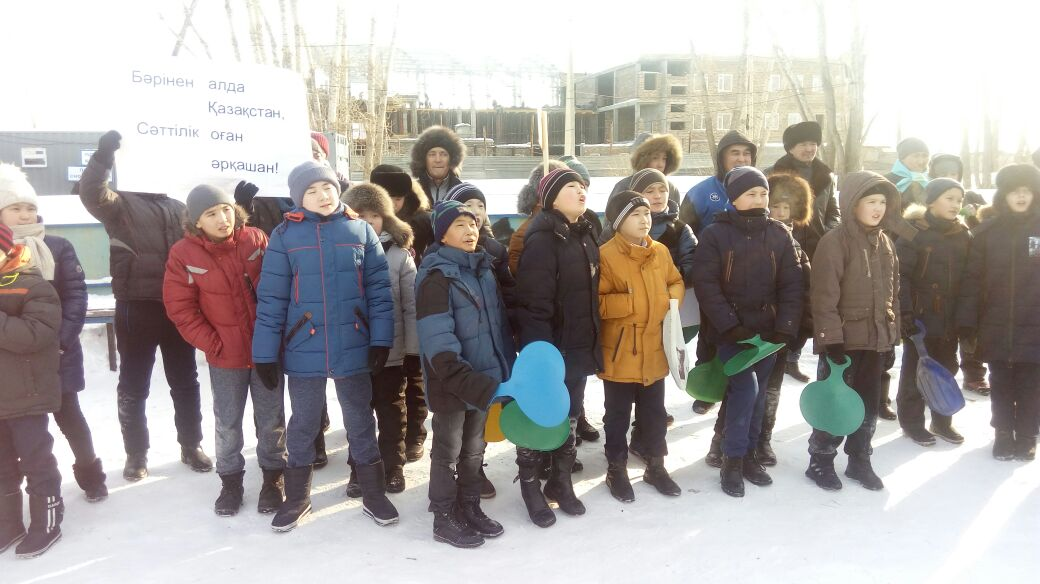 Бәрінен алда
Қазақстан,
Сәттілік оған
әрқашан!